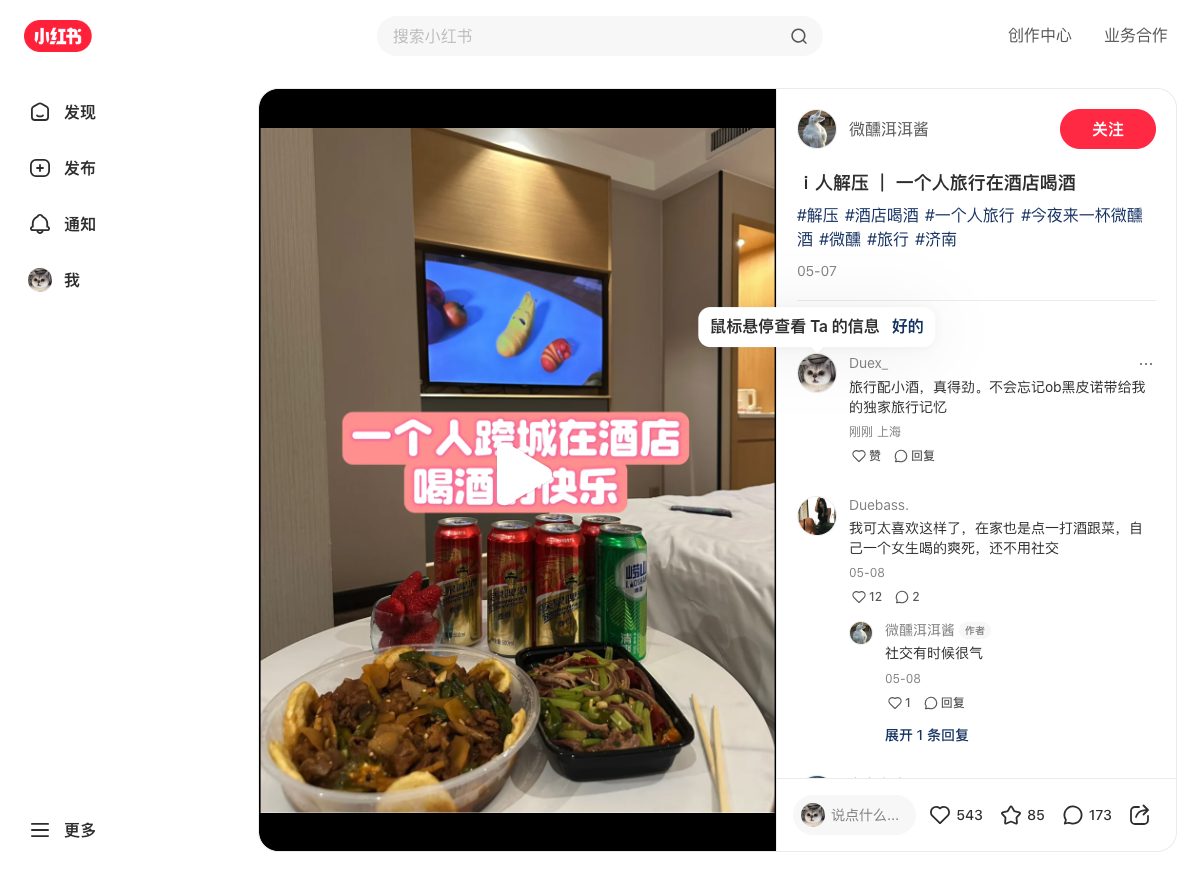 小红书
搜索小红书
创作中心
业务合作
发现
发布
通知
我
更多
一个人跨城在酒店
喝酒的快乐
崂山
LAOSHAN
啤酒
清
微醺洱洱酱
关注
i 人解压 ｜ 一个人旅行在酒店喝酒
#解压 #酒店喝酒 #一个人旅行 #今夜来一杯微醺
酒 #微醺 #旅行 #济南
05-07
鼠标悬停查看 Ta 的信息 好的
Duex_
旅行配小酒，真得劲。不会忘记ob黑皮诺带给我
的独家旅行记忆
刚刚 上海
赞 回复
Duebass.
我可太喜欢这样了，在家也是点一打酒跟菜，自
己一个女生喝的爽死，还不用社交
05-08
12 2
微醺洱洱酱 作者
社交有时候很气
05-08
1 回复
展开 1 条回复
说点什么...
543 85 173